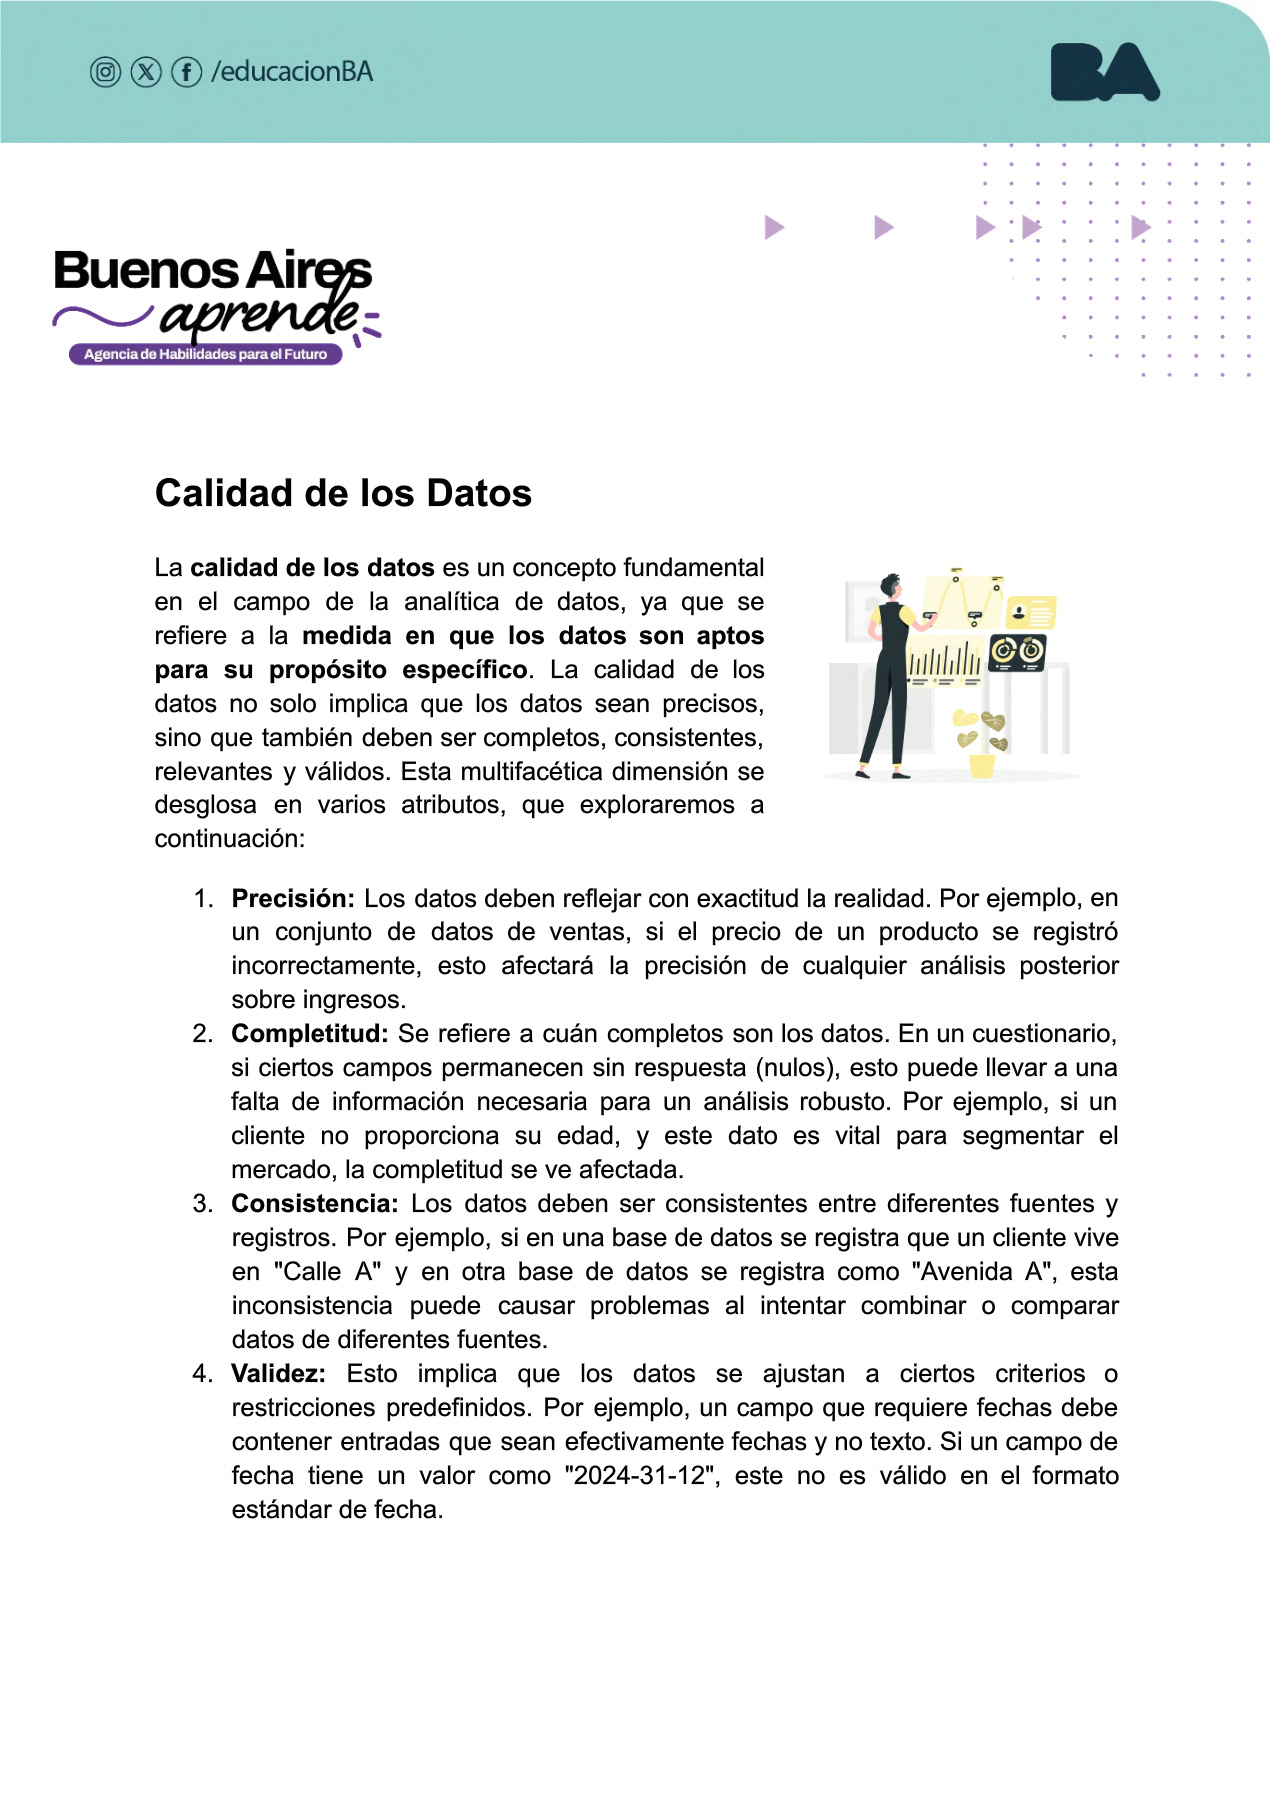 /educacionBA
BA
Buenos Aires
aprende
Agencia de Habilidades para el Futuro
Calidad de los Datos
La calidad de los datos es un concepto fundamental
en el campo de la analítica de datos, ya que se
refiere a la medida en que los datos son aptos
para su propósito específico. La calidad de los
datos no solo implica que los datos sean precisos,
sino que también deben ser completos, consistentes,
relevantes y válidos. Esta multifacética dimensión se
desglosa en varios atributos, que exploraremos a
continuación:
1. Precisión: Los datos deben reflejar con exactitud la realidad. Por ejemplo, en
un conjunto de datos de ventas, si el precio de un producto se registró
incorrectamente, esto afectará la precisión de cualquier análisis posterior
sobre ingresos.
2. Completitud: Se refiere a cuán completos son los datos. En un cuestionario,
si ciertos campos permanecen sin respuesta (nulos), esto puede llevar a una
falta de información necesaria para un análisis robusto. Por ejemplo, si un
cliente no proporciona su edad, y este dato es vital para segmentar el
mercado, la completitud se ve afectada.
3. Consistencia: Los datos deben ser consistentes entre diferentes fuentes y
registros. Por ejemplo, si en una base de datos se registra que un cliente vive
en "Calle A" y en otra base de datos se registra como "Avenida A", esta
inconsistencia puede causar problemas al intentar combinar o comparar
datos de diferentes fuentes.
4. Validez: Esto implica que los datos se ajustan a ciertos criterios o
restricciones predefinidos. Por ejemplo, un campo que requiere fechas debe
contener entradas que sean efectivamente fechas y no texto. Si un campo de
fecha tiene un valor como "2024-31-12", este no es válido en el formato
estándar de fecha.